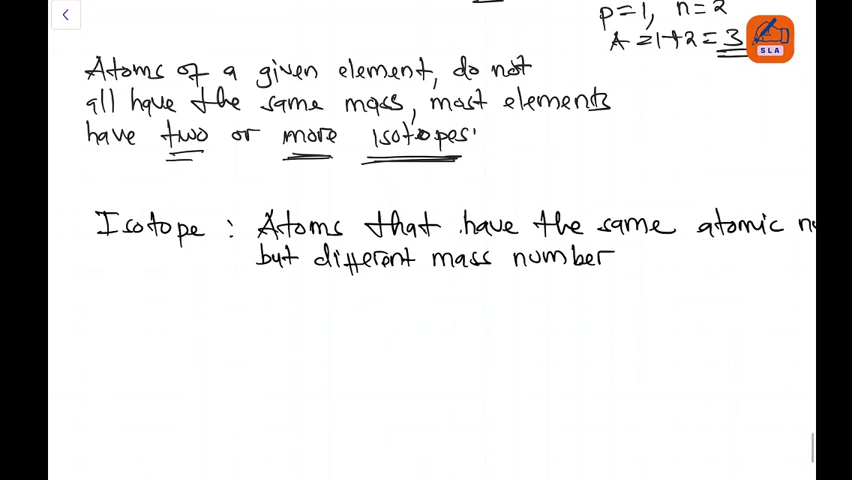 p=1, n=2
A=1+2=3
SLA
Atoms of a given element, do not
all have the same mass, most elements
have two or more isotopes.
Isotope : Atoms that have the same atomic
but different mass number